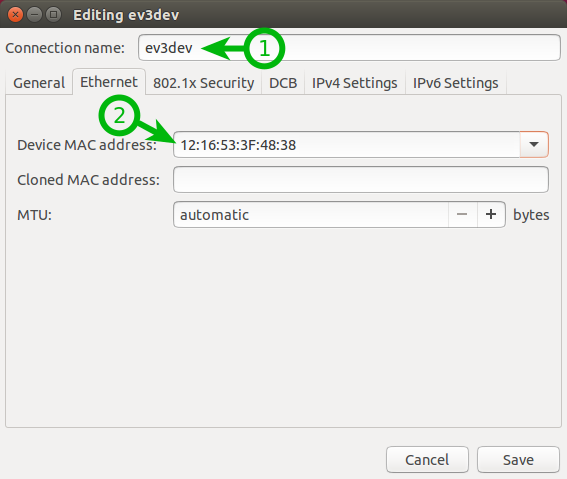 Editing ev3dev
Connection name: ev3dev 1
General Ethernet 802.1x Security DCB IPv4 Settings IPv6 Settings
2
Device MAC address: 12:16:53:3F:48:38
Cloned MAC address:
MTU: automatic − + bytes
Cancel Save